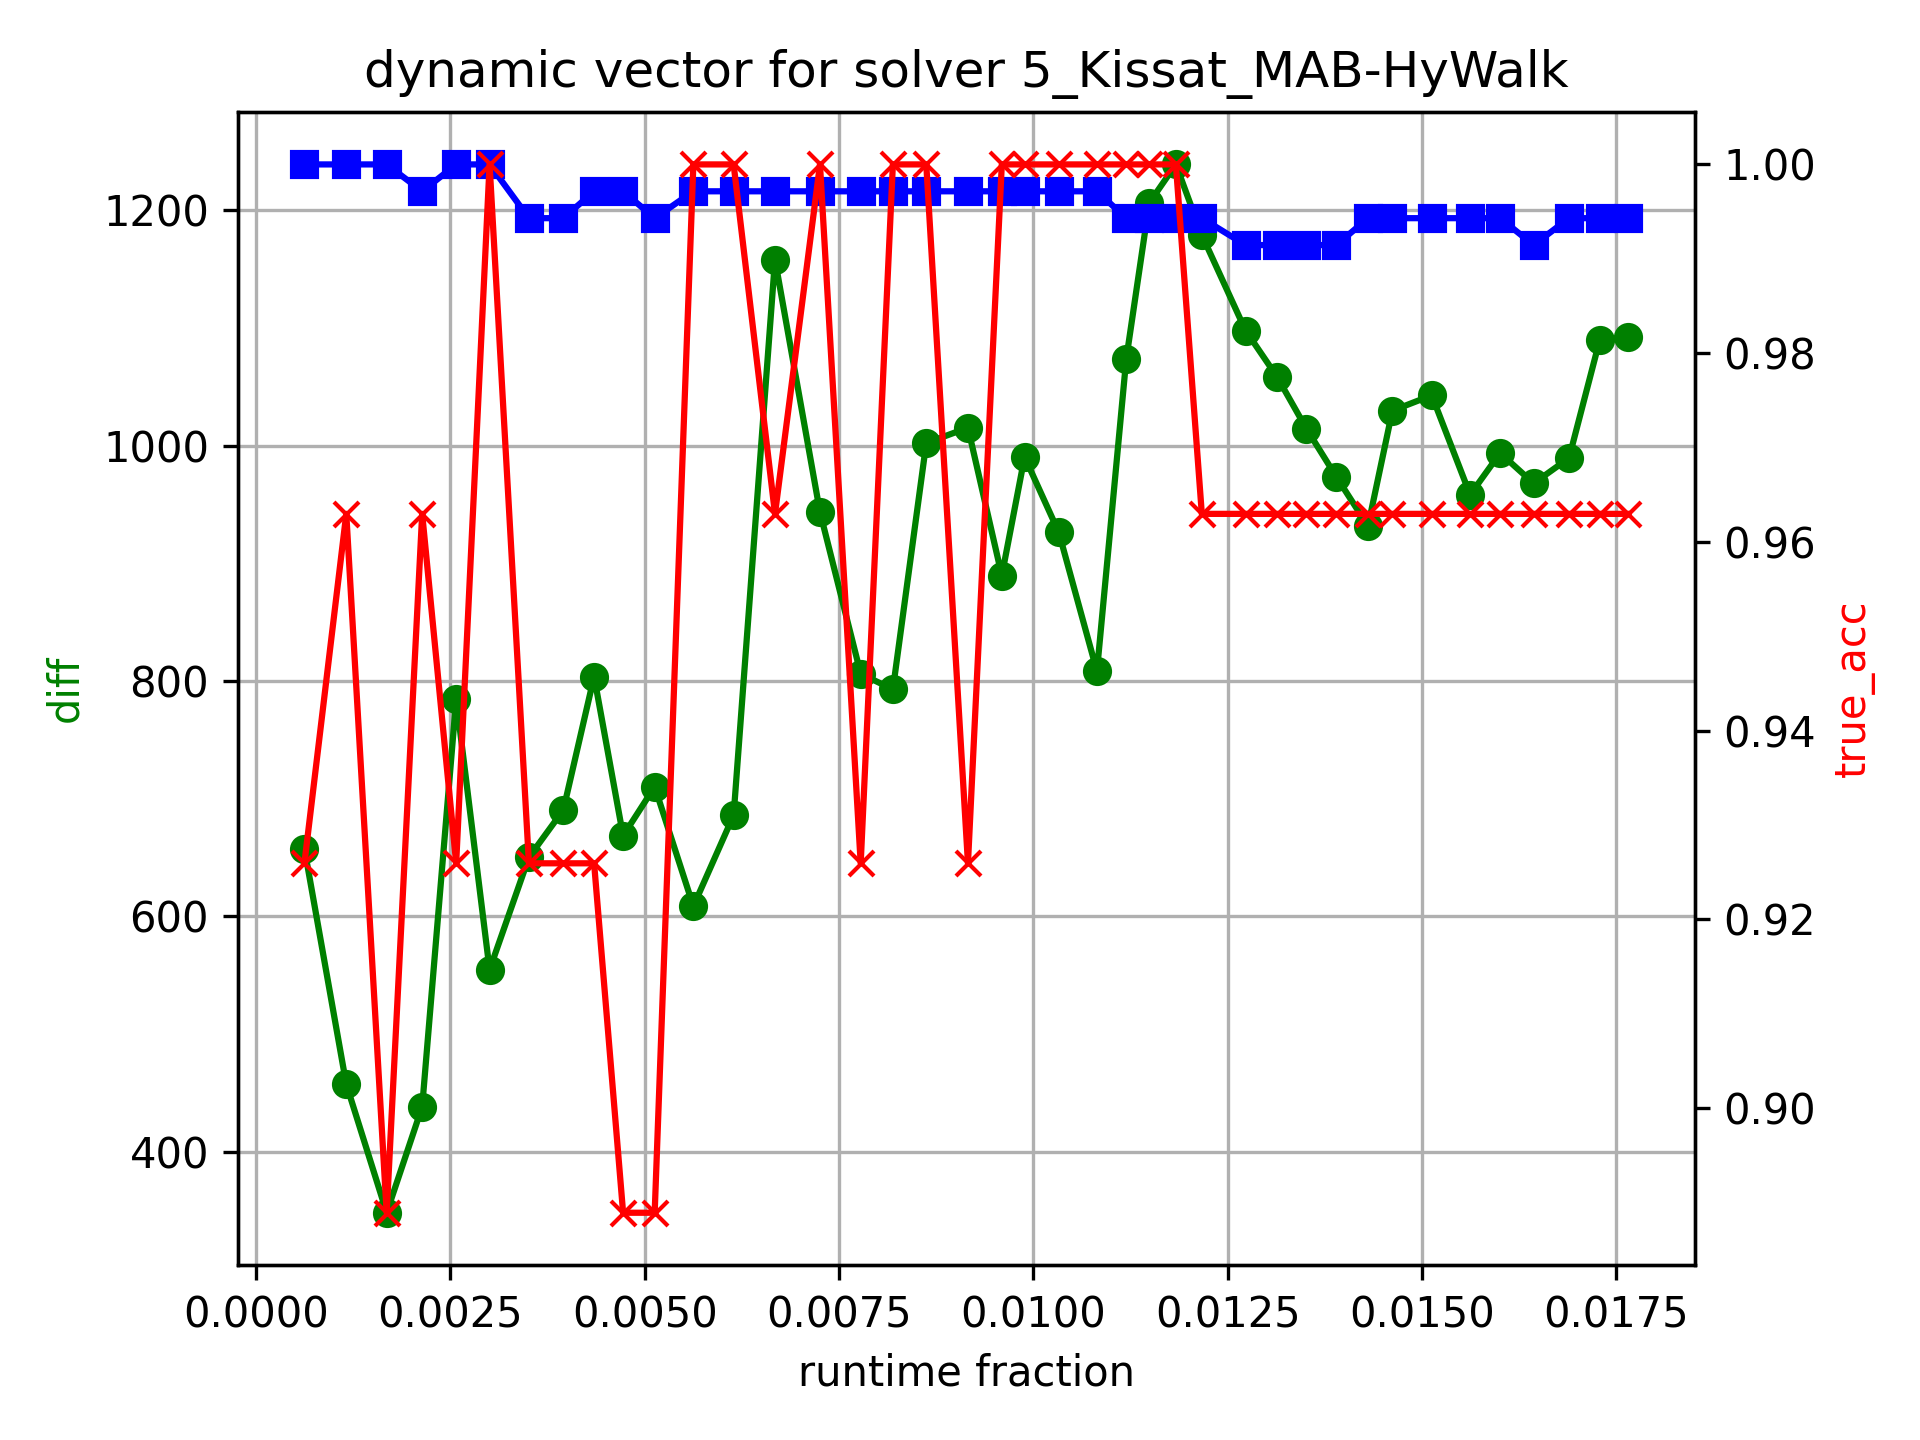 dynamic vector for solver 5_Kissat_MAB-HyWalk
1200
1000
800
600
400
diff
1.00
0.98
0.96
0.94
0.92
0.90
true_acc
0.0000 0.0025 0.0050 0.0075 0.0100 0.0125 0.0150 0.0175
runtime fraction